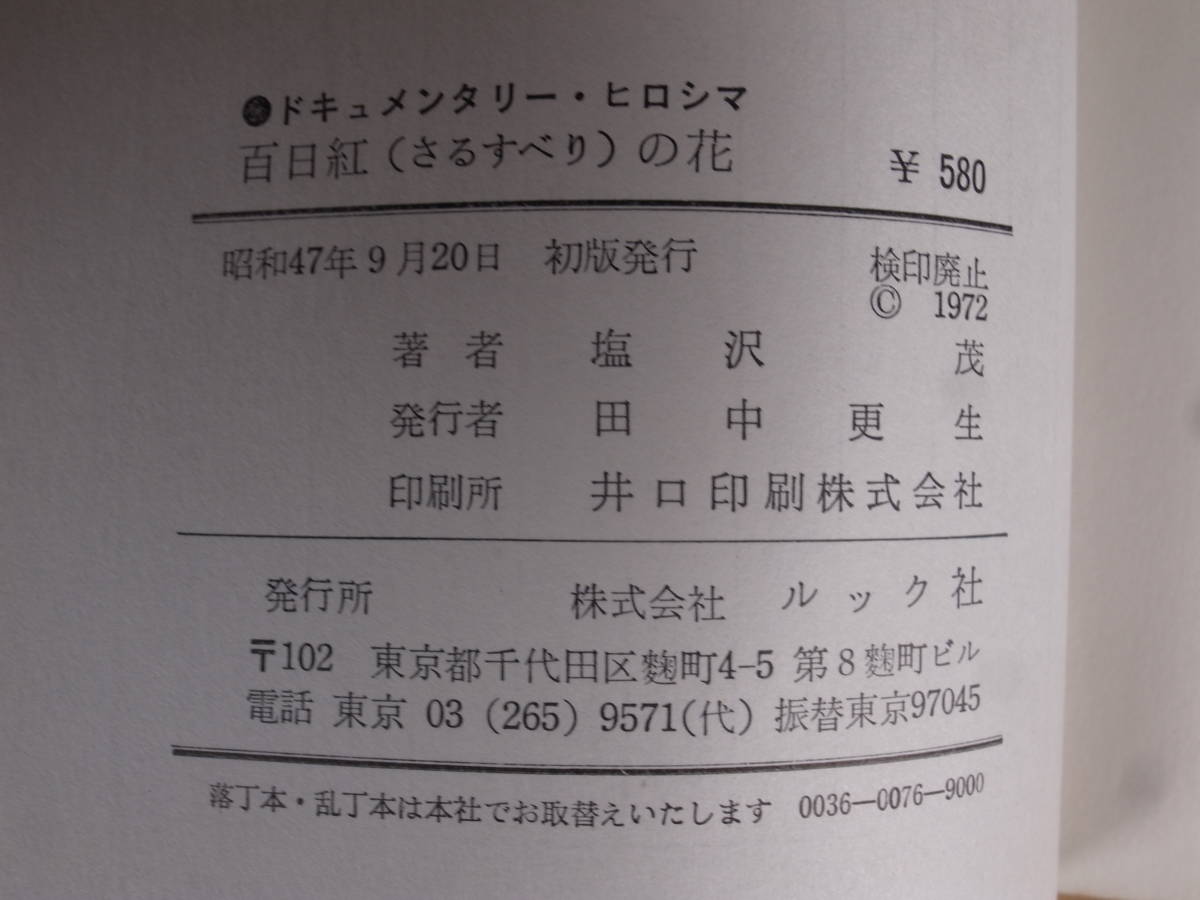 ●ドキュメンタリー・ヒロシマ
百日紅(さるすべり)の花 ¥ 580
昭和47年9月20日 初版発行 検印廃止
© 1972
著者 塩沢茂
発行者 田中更生
印刷所 井口印刷株式会社
発行所 株式会社 ルック社
〒102 東京都千代田区麴町4-5 第8麴町ビル
電話 東京 03 (265) 9571(代) 振替東京97045
落丁本・乱丁本は本社でお取替えいたします 0036―0076―9000